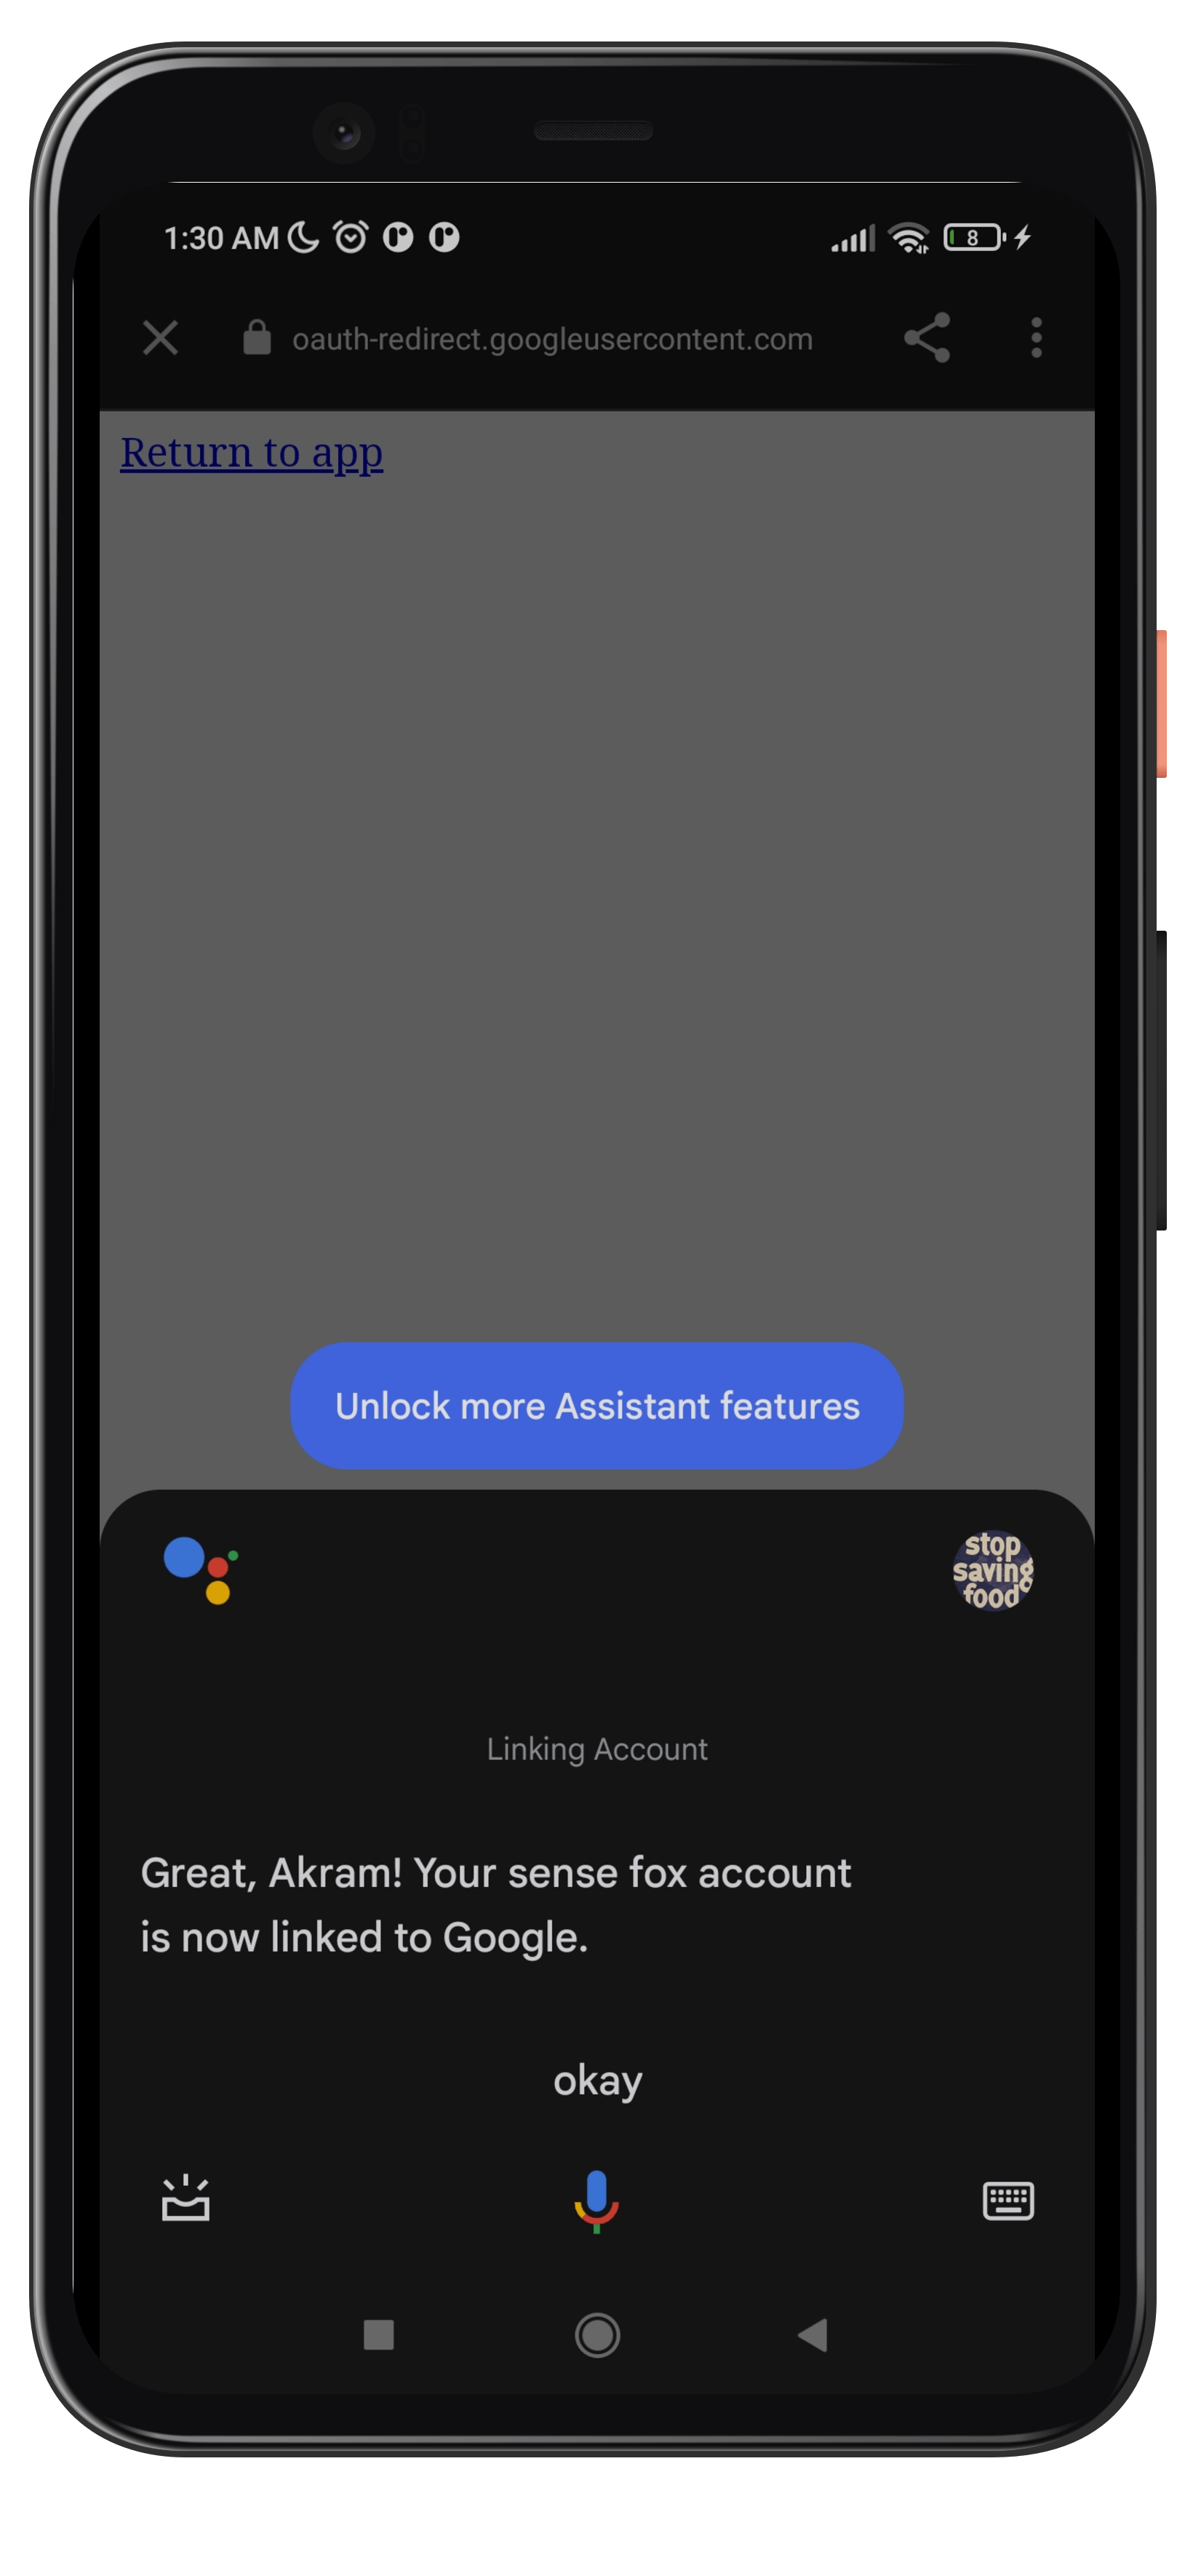 1:30 AM
8
oauth-redirect.googleusercontent.com
Return to app
Unlock more Assistant features
stop
saving
food
Linking Account
Great, Akram! Your sense fox account
is now linked to Google.
okay